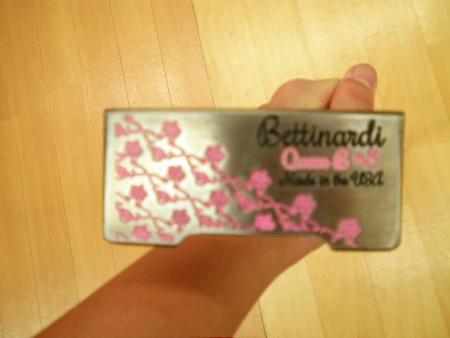 Bettinardi
Queen B
Made in the USA